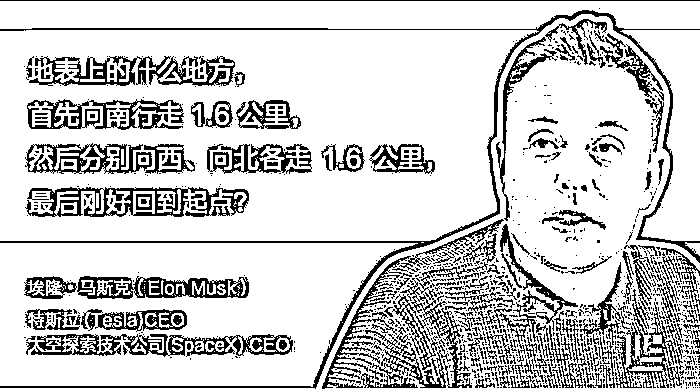 地表上的什么地方，
首先向南行走 1.6 公里，
然后分别向西、向北各走 1.6 公里，
最后刚好回到起点？
埃隆·马斯克（Elon Musk）
特斯拉(Tesla) CEO
太空探索技术公司(SpaceX) CEO